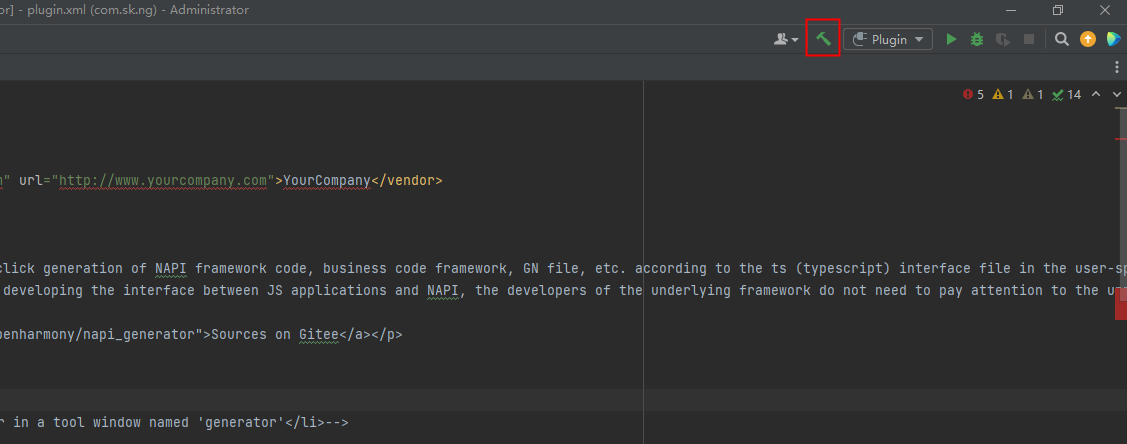 or] - plugin.xml (com.sk.ng) - Administrator
Plugin
5 1 1 14
" url="http://www.yourcompany.com">YourCompany</vendor>
click generation of NAPI framework code, business code framework, GN file, etc. according to the ts (typescript) interface file in the user-sp
developing the interface between JS applications and NAPI, the developers of the underlying framework do not need to pay attention to the
penharmony/napi_generator">Sources on Gitee</a></p>
r in a tool window named 'generator'</li>-->